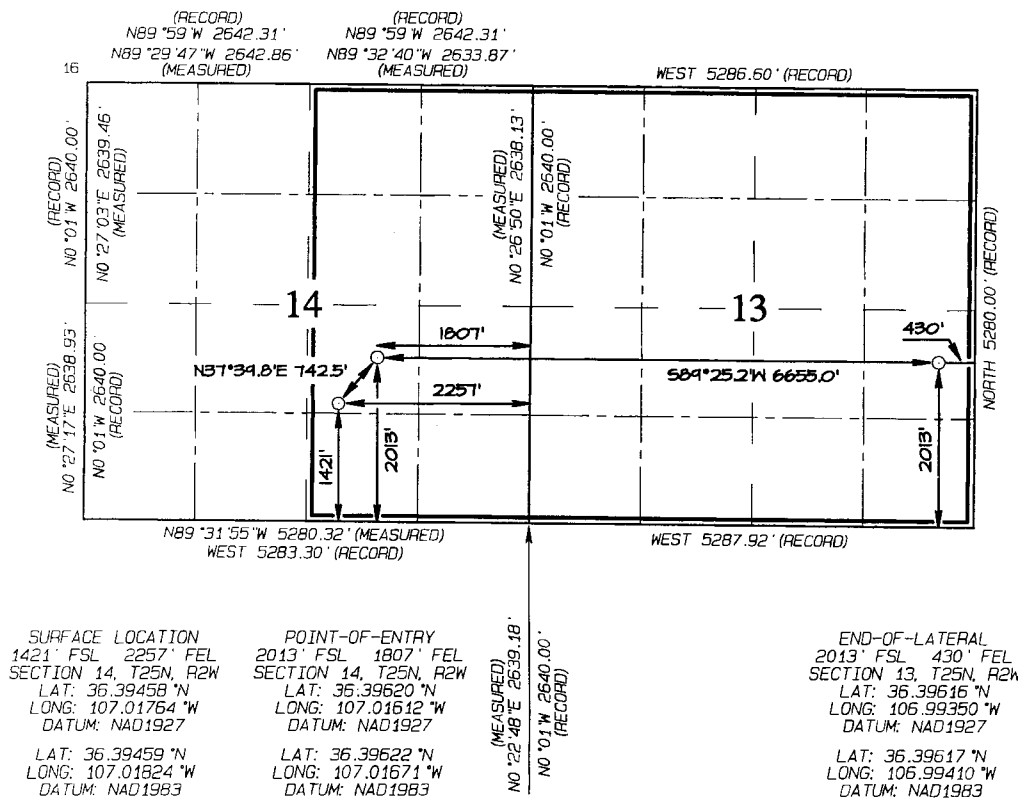 (RECORD)
N89°59'W 2642.31'
N89°29'47"W 2642.86'
(MEASURED)
(RECORD)
N89°59'W 2642.31'
N89°32'40"W 2633.87'
(MEASURED)
16
WEST 5286.60' (RECORD)
(RECORD)
N0°01'W 2640.00'
N0°27'03"E 2639.46'
(MEASURED)
(MEASURED)
N0°26'50"E 2638.13'
N0°01'W 2640.00'
(RECORD)
NORTH 5280.00' (RECORD)
14
13
1807'
430'
N37°39.8'E 742.5'
S89°25.2'W 6655.0'
2257'
1421'
2013'
2013'
(MEASURED)
N0°27'17"E 2638.93'
N0°01'W 2640.00'
(RECORD)
N89°31'55"W 5280.32' (MEASURED)
WEST 5283.30' (RECORD)
WEST 5287.92' (RECORD)
(MEASURED)
N0°22'48"E 2639.18'
N0°01'W 2640.00'
(RECORD)
SURFACE LOCATION
1421' FSL 2257' FEL
SECTION 14, T25N, R2W
LAT: 36.39458°N
LONG: 107.01764°W
DATUM: NAD1927
LAT: 36.39459°N
LONG: 107.01824°W
DATUM: NAD1983
POINT-OF-ENTRY
2013' FSL 1807' FEL
SECTION 14, T25N, R2W
LAT: 36.39620°N
LONG: 107.01612°W
DATUM: NAD1927
LAT: 36.39622°N
LONG: 107.01671°W
DATUM: NAD1983
END-OF-LATERAL
2013' FSL 430' FEL
SECTION 13, T25N, R2W
LAT: 36.39616°N
LONG: 106.99350°W
DATUM: NAD1927
LAT: 36.39617°N
LONG: 106.99410°W
DATUM: NAD1983